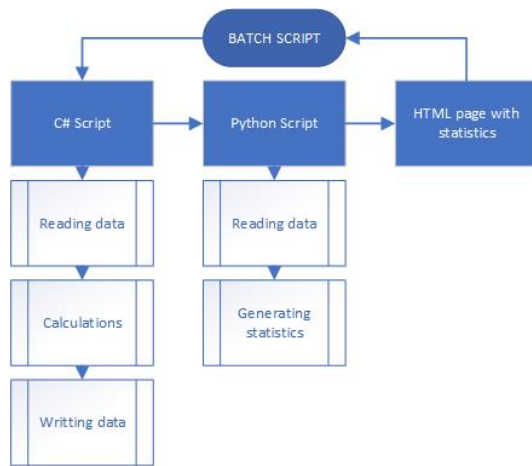 BATCH SCRIPT
C# Script
Python Script
HTML page with
statistics
Reading data
Reading data
Calculations
Generating
statistics
Writting data